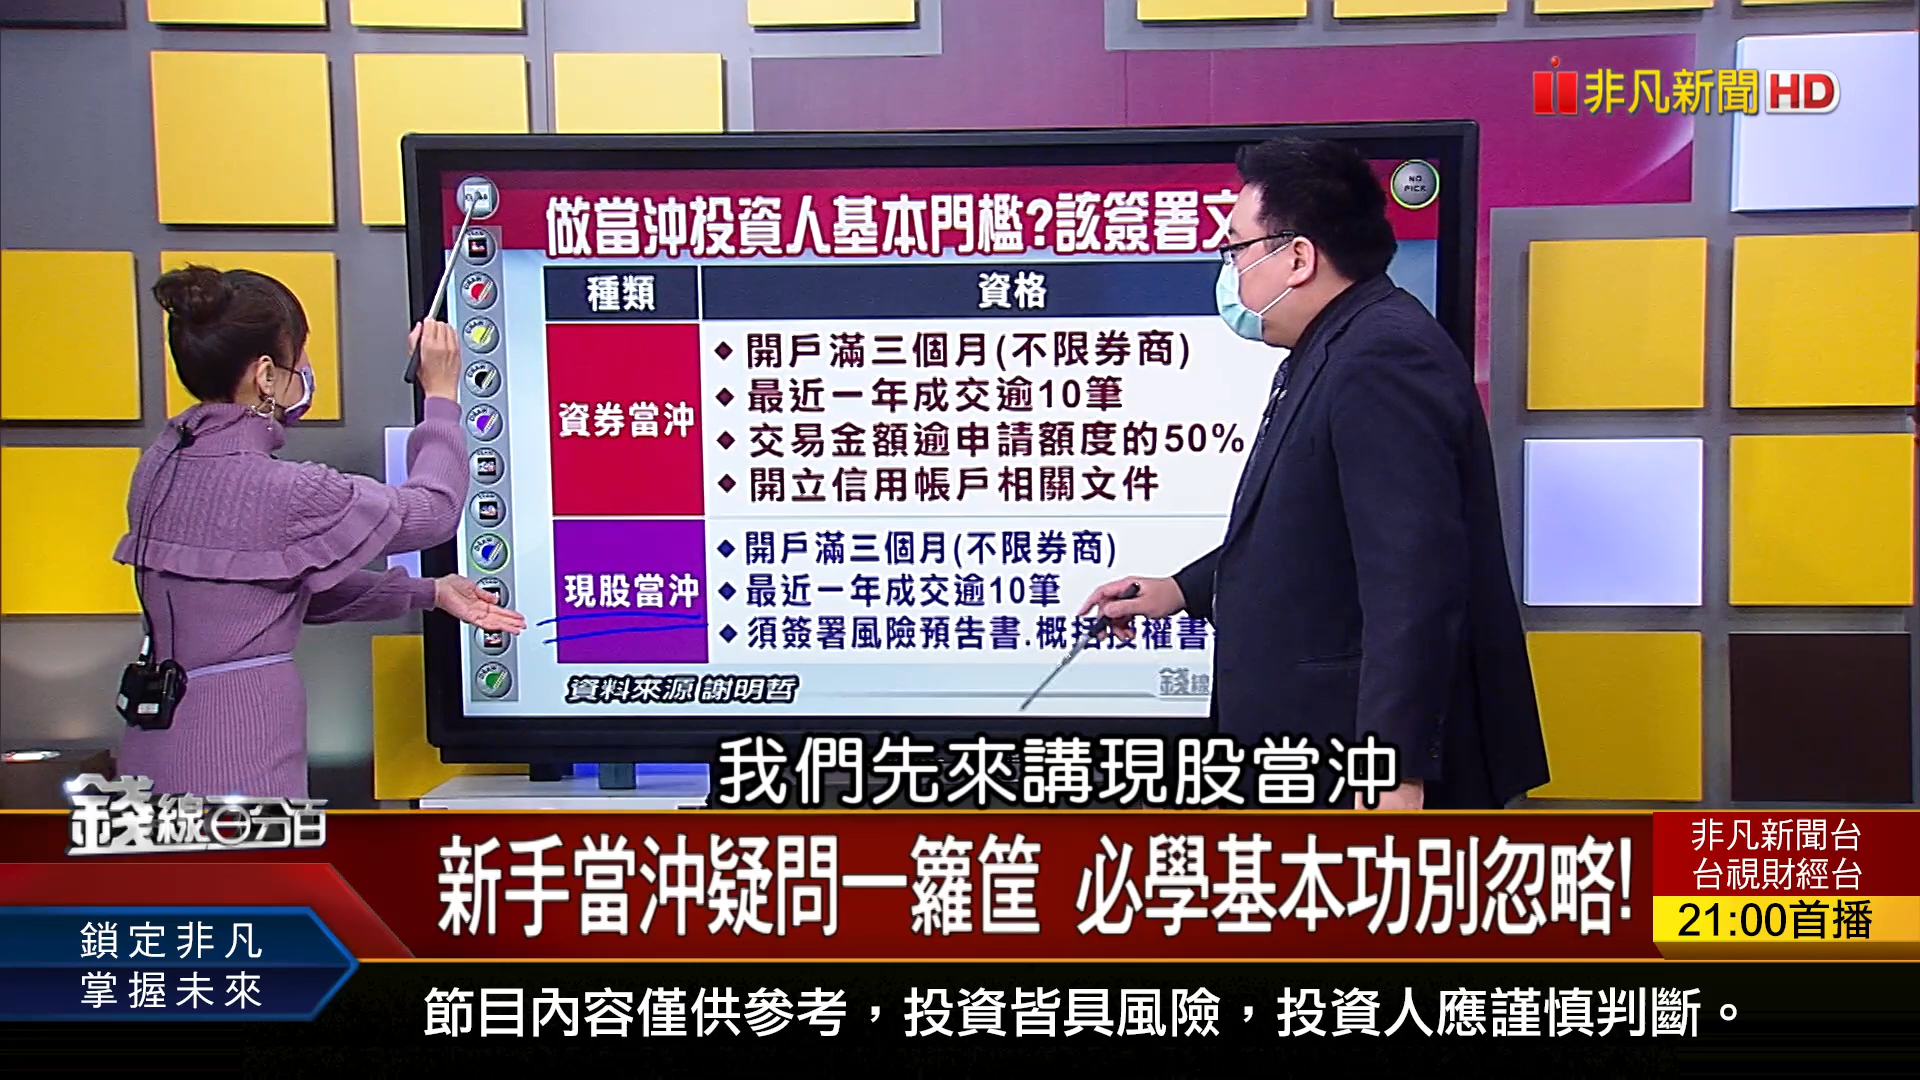 非凡新聞HD
NO PICK
做當沖投資人基本門檻?該簽署文
種類
資格
資券當沖
◆開戶滿三個月(不限券商)
◆最近一年成交逾10筆
◆交易金額逾申請額度的50%
◆開立信用帳戶相關文件
現股當沖
◆開戶滿三個月(不限券商)
◆最近一年成交逾10筆
◆須簽署風險預告書.概括授權書
資料來源 謝明哲
錢線
我們先來講現股當沖
錢線百分百
新手當沖疑問一籮筐 必學基本功別忽略!
非凡新聞台
台視財經台
21:00首播
鎖定非凡
掌握未來
節目內容僅供參考，投資皆具風險，投資人應謹慎判斷。